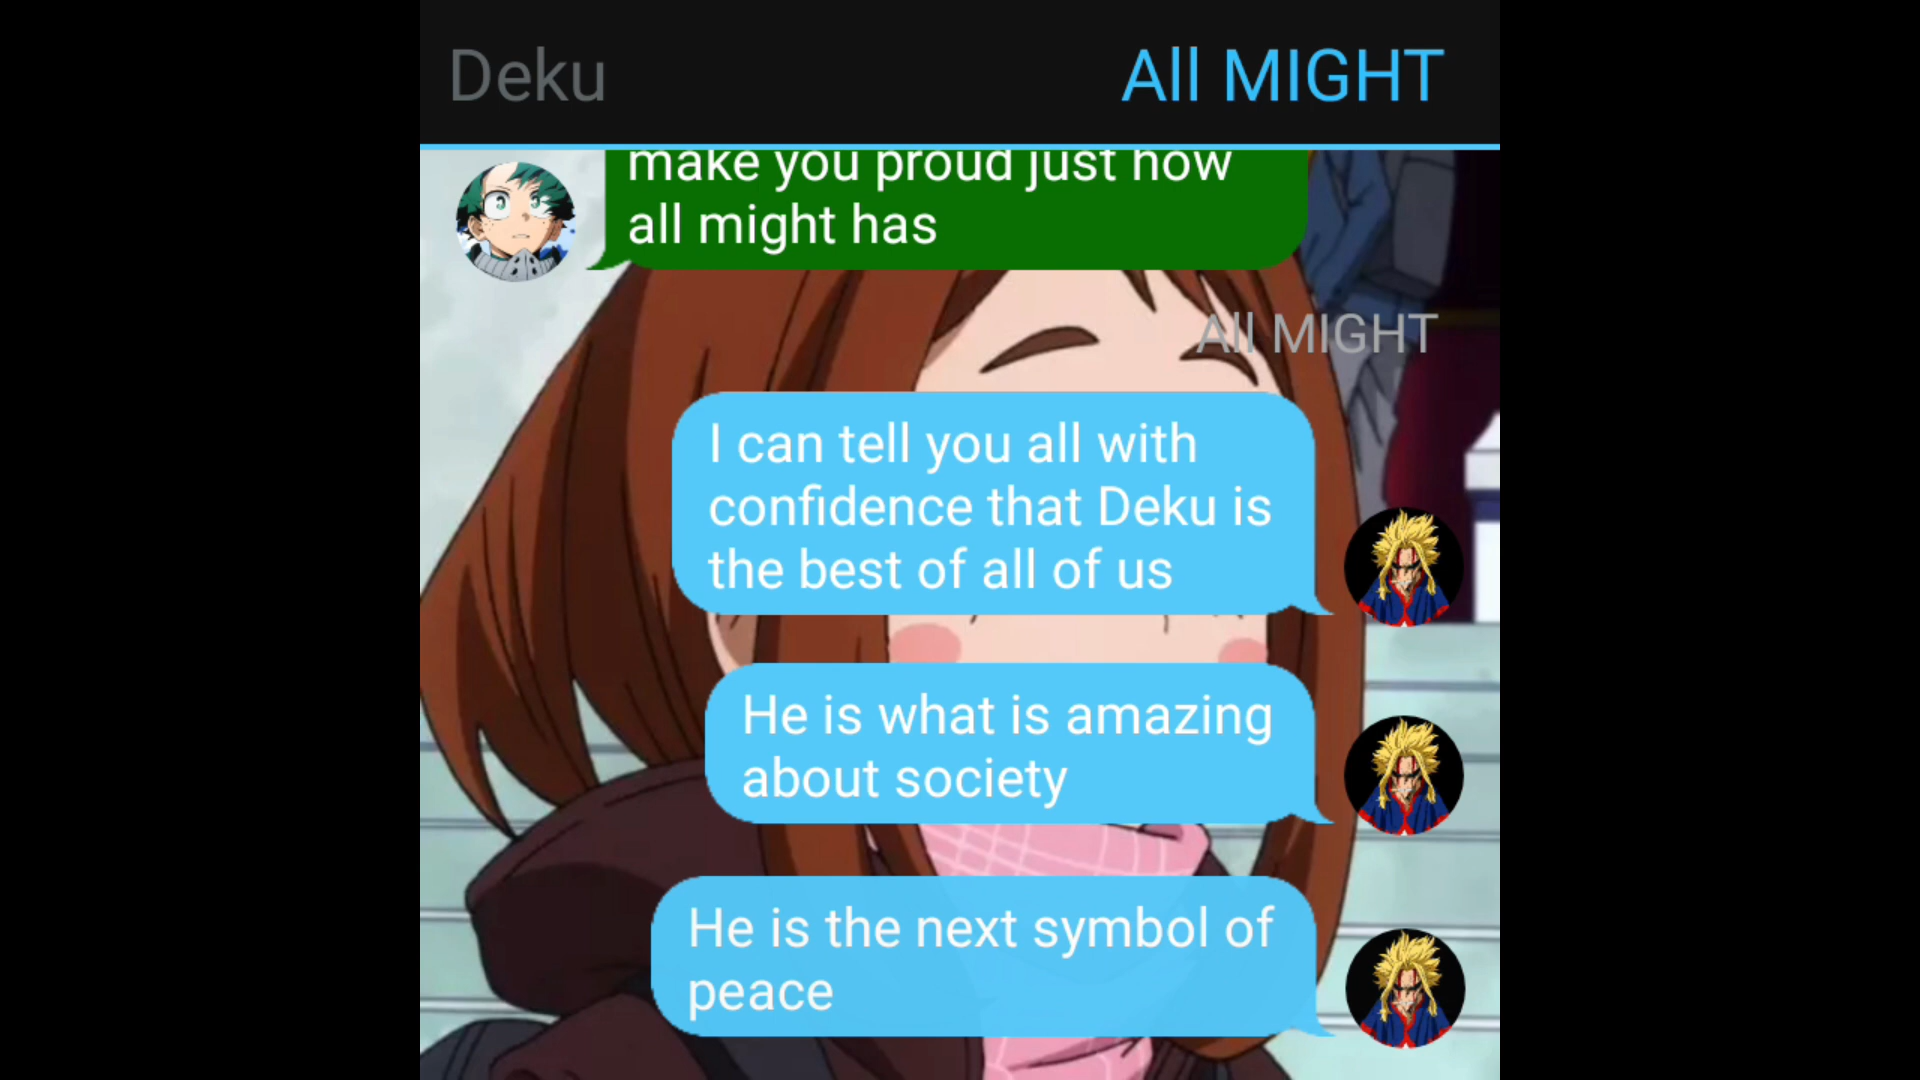 Deku
All MIGHT
make you proud just how
all might has
All MIGHT
I can tell you all with
confidence that Deku is
the best of all of us
He is what is amazing
about society
He is the next symbol of
peace